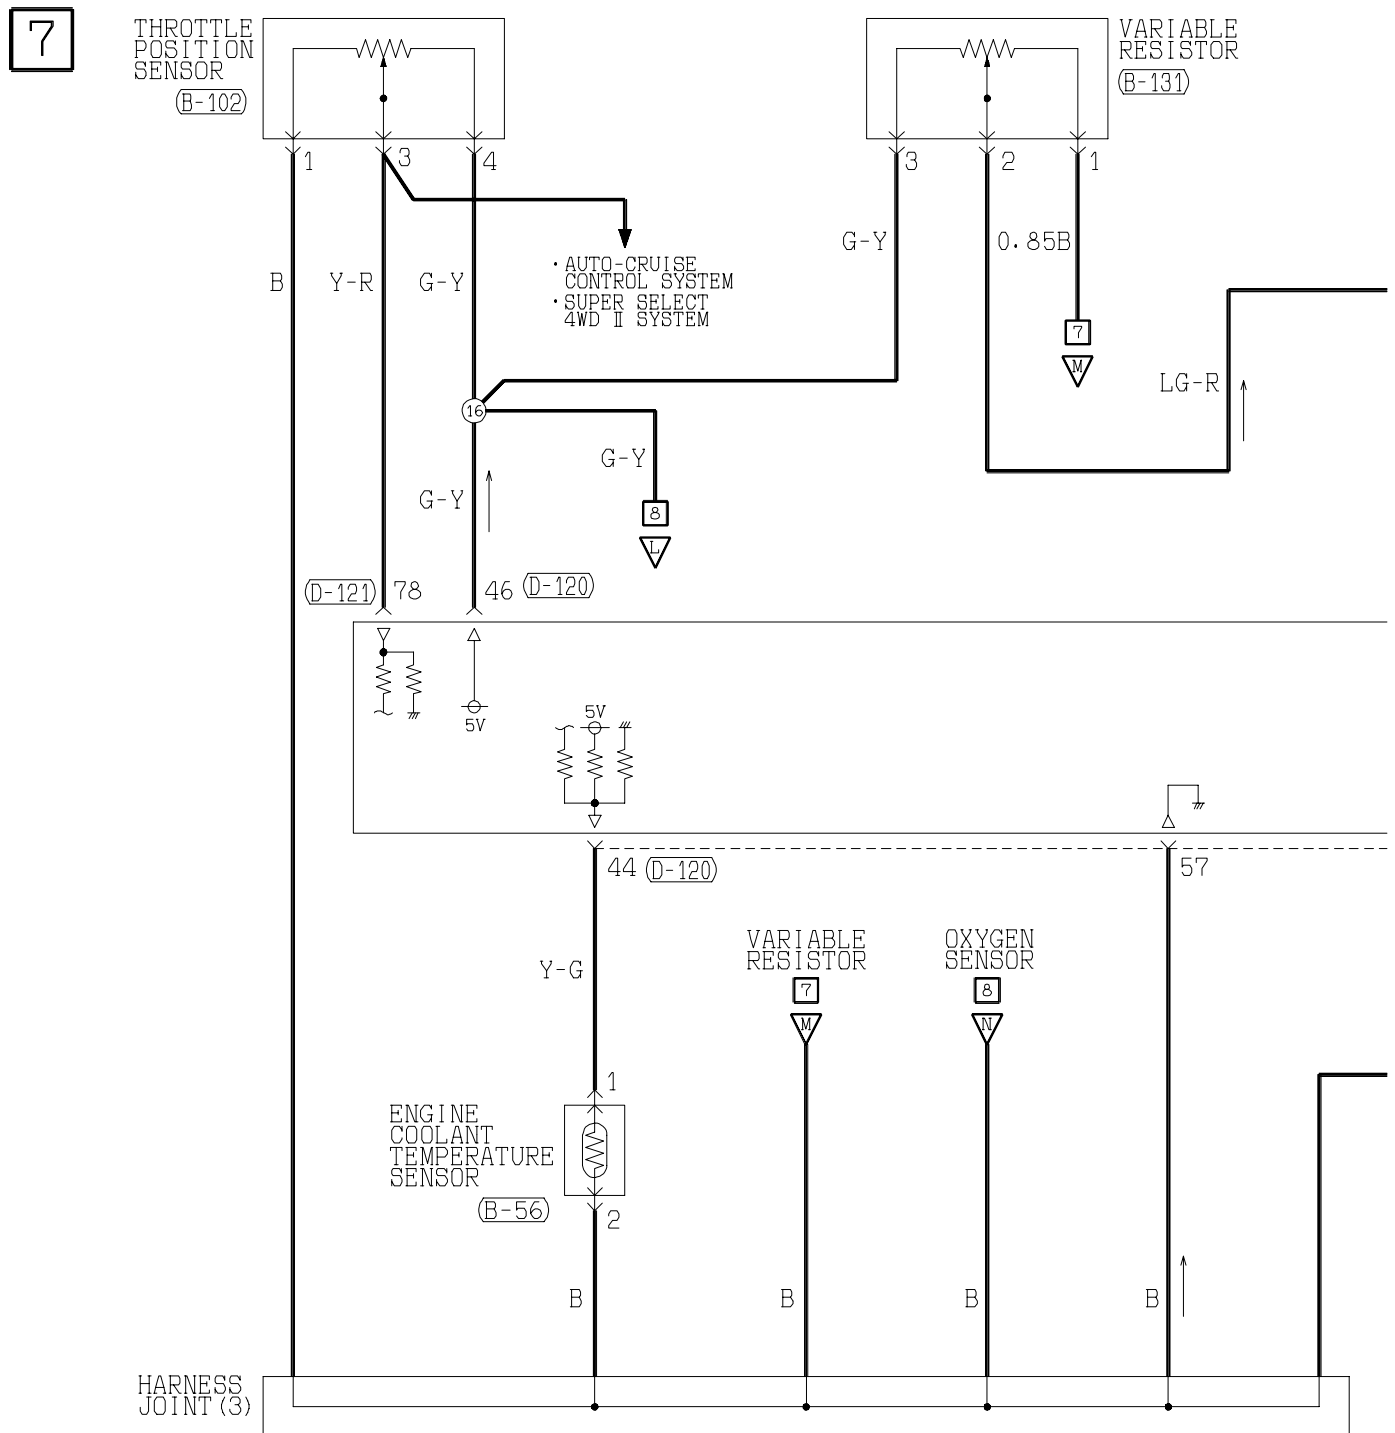 7
THROTTLE
POSITION
SENSOR
(B-102)
VARIABLE
RESISTOR
(B-131)
1
3
4
3
2
1
B
Y-R
G-Y
・AUTO-CRUISE
CONTROL SYSTEM
・SUPER SELECT
4WD Ⅱ SYSTEM
G-Y
0.85B
7
M
LG-R
16
G-Y
G-Y
8
L
(D-121)
78
46
(D-120)
5V
5V
44
(D-120)
57
VARIABLE
RESISTOR
7
M
OXYGEN
SENSOR
8
N
Y-G
1
ENGINE
COOLANT
TEMPERATURE
SENSOR
(B-56)
2
B
B
B
B
HARNESS
JOINT(3)